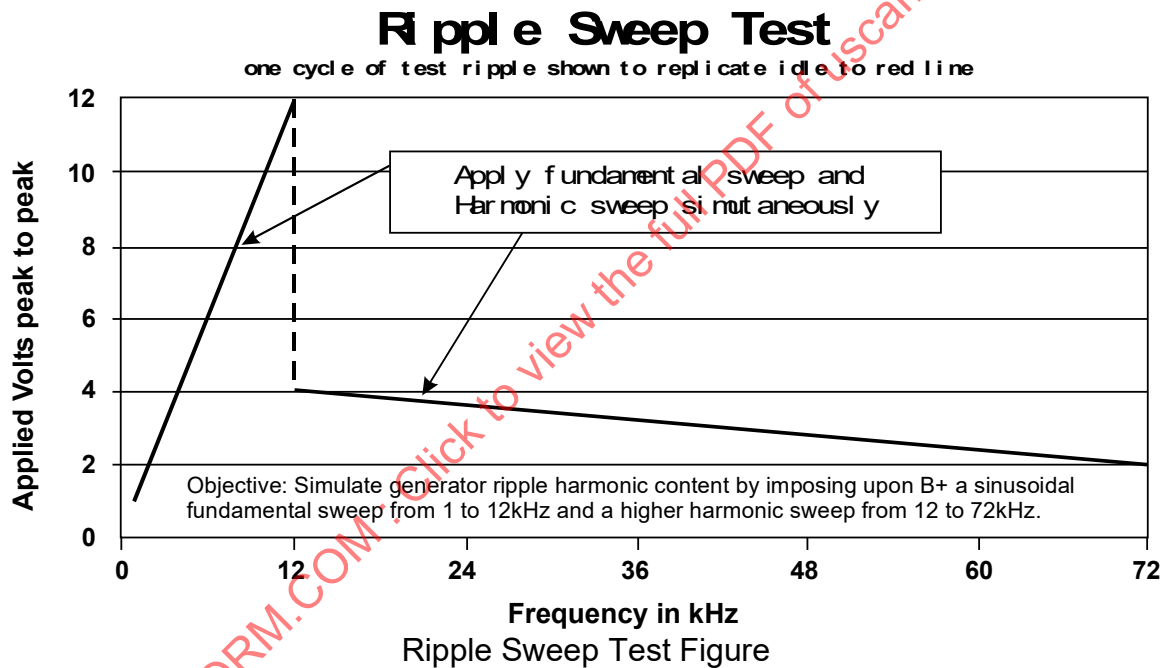 Ripple Sweep Test
one cycle of test ripple shown to replicate idle to red line
12
10
8
6
4
2
0
Applied Volts peak to peak
Apply fundamental sweep and
Harmonic sweep simutaneously
Objective: Simulate generator ripple harmonic content by imposing upon B+ a sinusoidal
fundamental sweep from 1 to 12kHz and a higher harmonic sweep from 12 to 72kHz.
0 12 24 36 48 60 72
Frequency in kHz
Ripple Sweep Test Figure
RM.COM : Click to view the full PDF of uscar